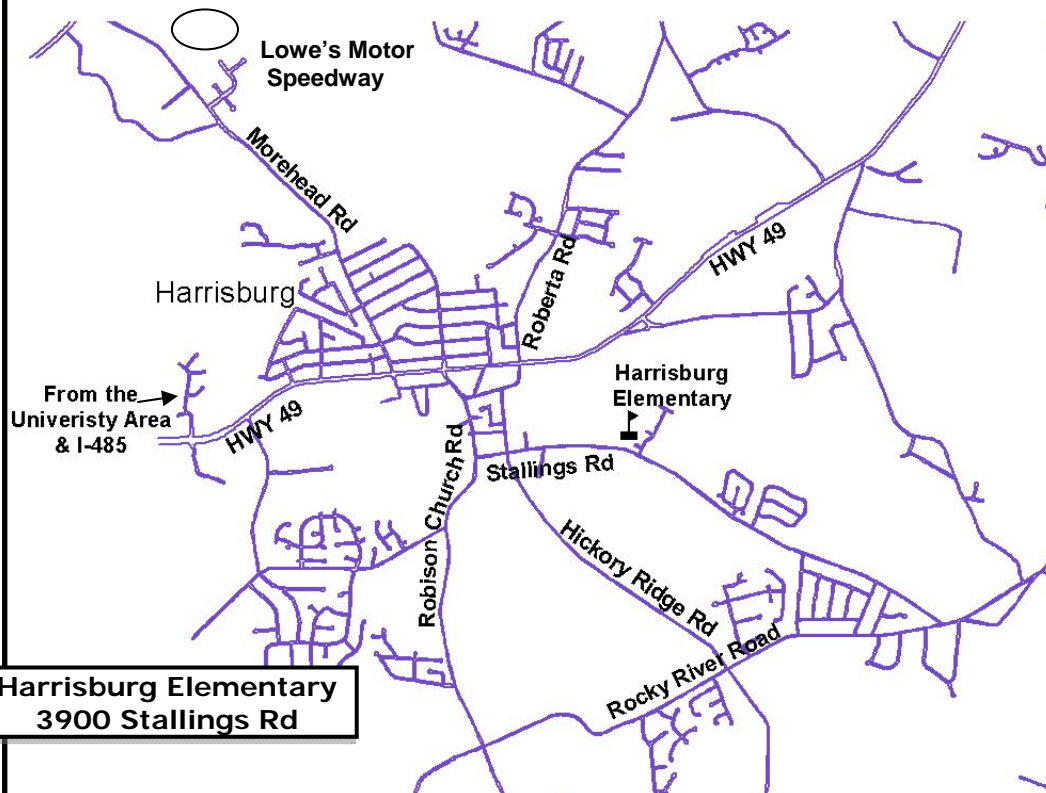 Lowe's Motor
Speedway
Morehead Rd
Harrisburg
Roberta Rd
HWY 49
Harrisburg
Elementary
From the
Univeristy Area
& I-485
HWY 49
Stallings Rd
Robison Church Rd
Hickory Ridge Rd
Rocky River Road
Harrisburg Elementary
3900 Stallings Rd